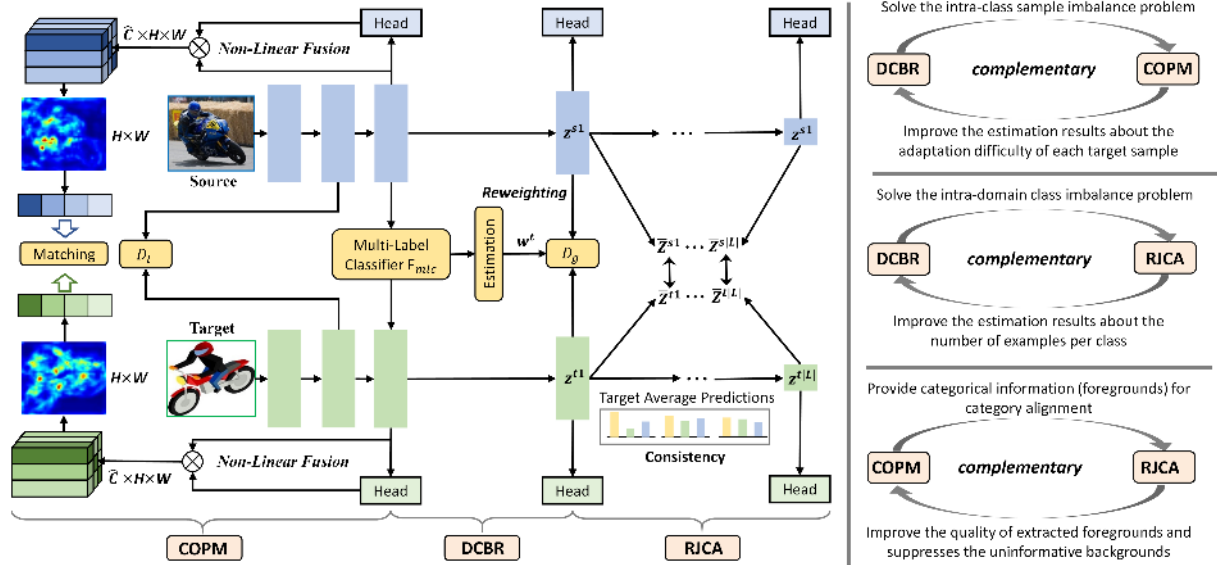 Head
Head
Head
Ĉ ×H×W
Non-Linear Fusion
H×W
Source
z^{s1}
...
z^{s1}
Reweighting
Matching
D_l
Multi-Label
Classifier F_{mlc}
Estimation
w^t
D_g
z̅^{s1} ... z̅^{s|L|}
z̅^{t1} ... z̅^{t|L|}
Target
H×W
z^{t1}
...
z^{t|L|}
Target Average Predictions
Consistency
Non-Linear Fusion
Ĉ ×H×W
Head
Head
Head
COPM
DCBR
RJCA
Solve the intra-class sample imbalance problem
DCBR
complementary
COPM
Improve the estimation results about the
adaptation difficulty of each target sample
Solve the intra-domain class imbalance problem
DCBR
complementary
RJCA
Improve the estimation results about the
number of examples per class
Provide categorical information (foregrounds) for
category alignment
COPM
complementary
RJCA
Improve the quality of extracted foregrounds and
suppresses the uninformative backgrounds